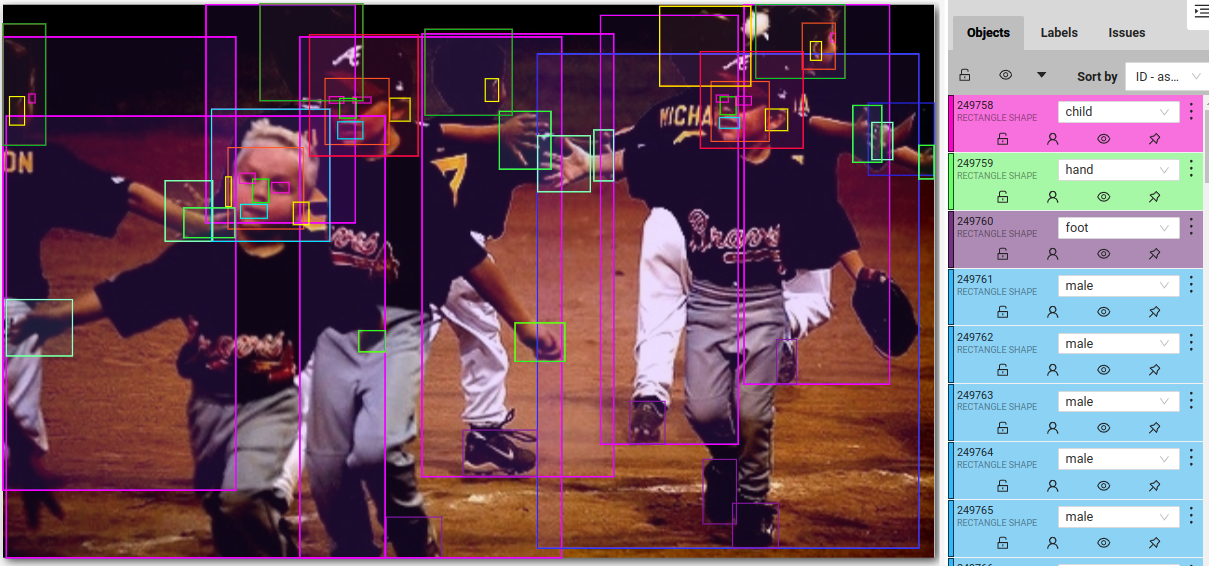 Objects
Labels
Issues
Sort by
ID - as...
249758
RECTANGLE SHAPE
child
249759
RECTANGLE SHAPE
hand
249760
RECTANGLE SHAPE
foot
249761
RECTANGLE SHAPE
male
249762
RECTANGLE SHAPE
male
249763
RECTANGLE SHAPE
male
249764
RECTANGLE SHAPE
male
249765
RECTANGLE SHAPE
male
A
A
MICHA
IA
ON
7
Braves